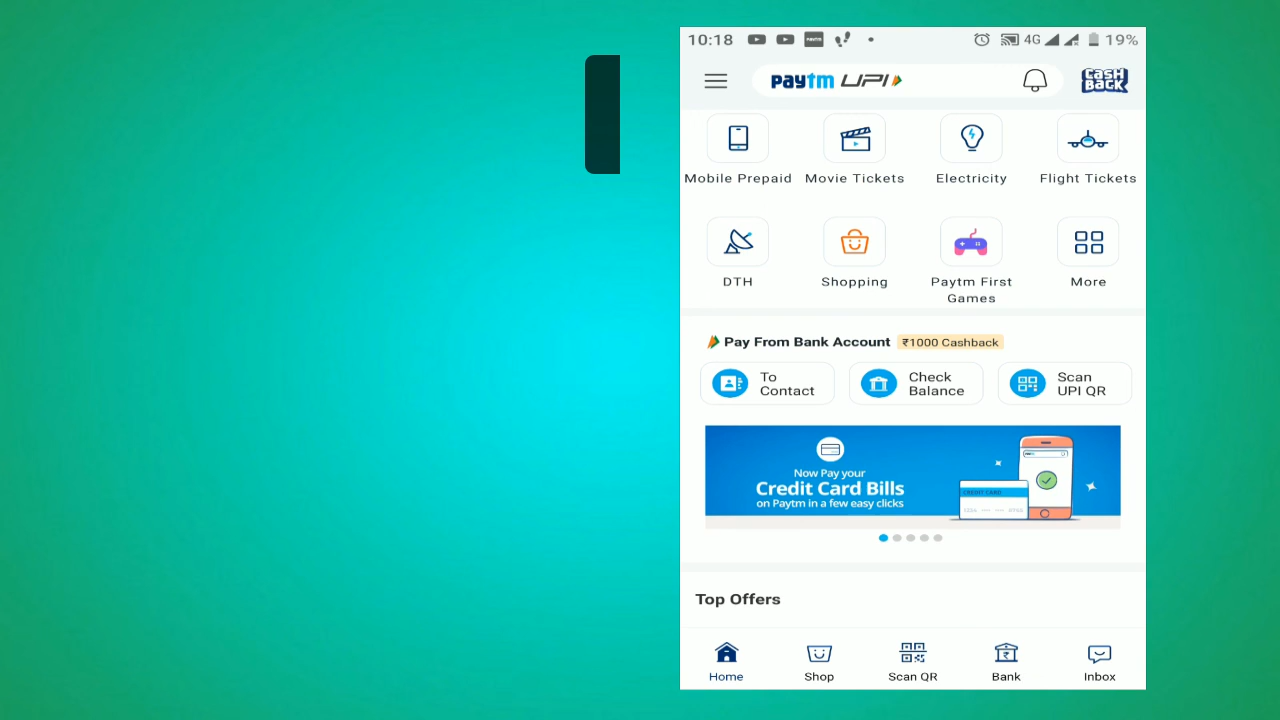 10:18 4G 19%
paytm UPI CASH BACK
Mobile Prepaid Movie Tickets Electricity Flight Tickets
DTH Shopping Paytm First Games More
Pay From Bank Account ₹1000 Cashback
To Contact Check Balance Scan UPI QR
Now Pay your
Credit Card Bills
on Paytm in a few easy clicks
CREDIT CARD
Top Offers
Home Shop Scan QR Bank Inbox